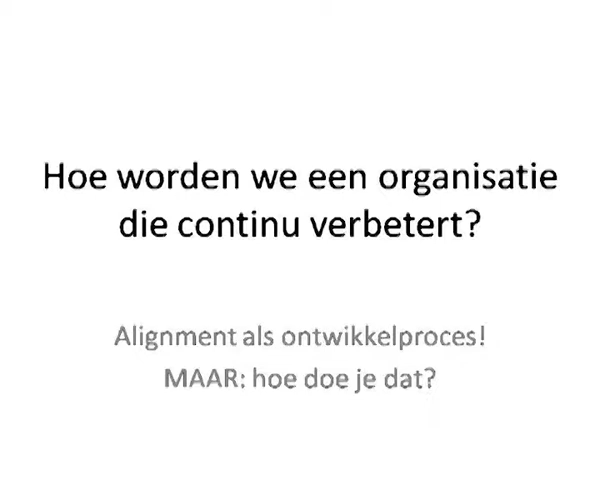 Hoe worden we een organisatie
die continu verbetert?
Alignment als ontwikkelproces!
MAAR: hoe doe je dat?